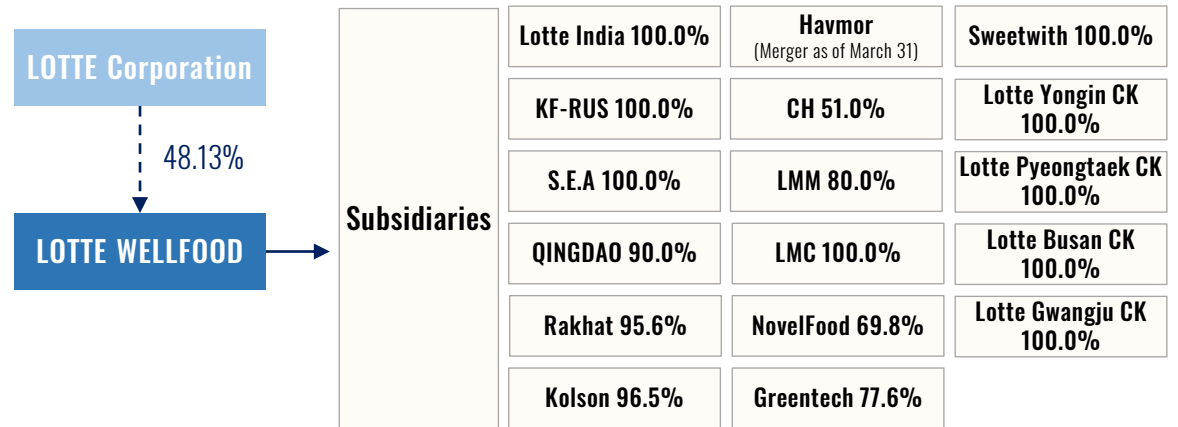 LOTTE Corporation
48.13%
LOTTE WELLFOOD
Subsidiaries
Lotte India 100.0%
Havmor
(Merger as of March 31)
Sweetwith 100.0%
KF-RUS 100.0%
CH 51.0%
Lotte Yongin CK
100.0%
S.E.A 100.0%
LMM 80.0%
Lotte Pyeongtaek CK
100.0%
QINGDAO 90.0%
LMC 100.0%
Lotte Busan CK
100.0%
Rakhat 95.6%
NovelFood 69.8%
Lotte Gwangju CK
100.0%
Kolson 96.5%
Greentech 77.6%